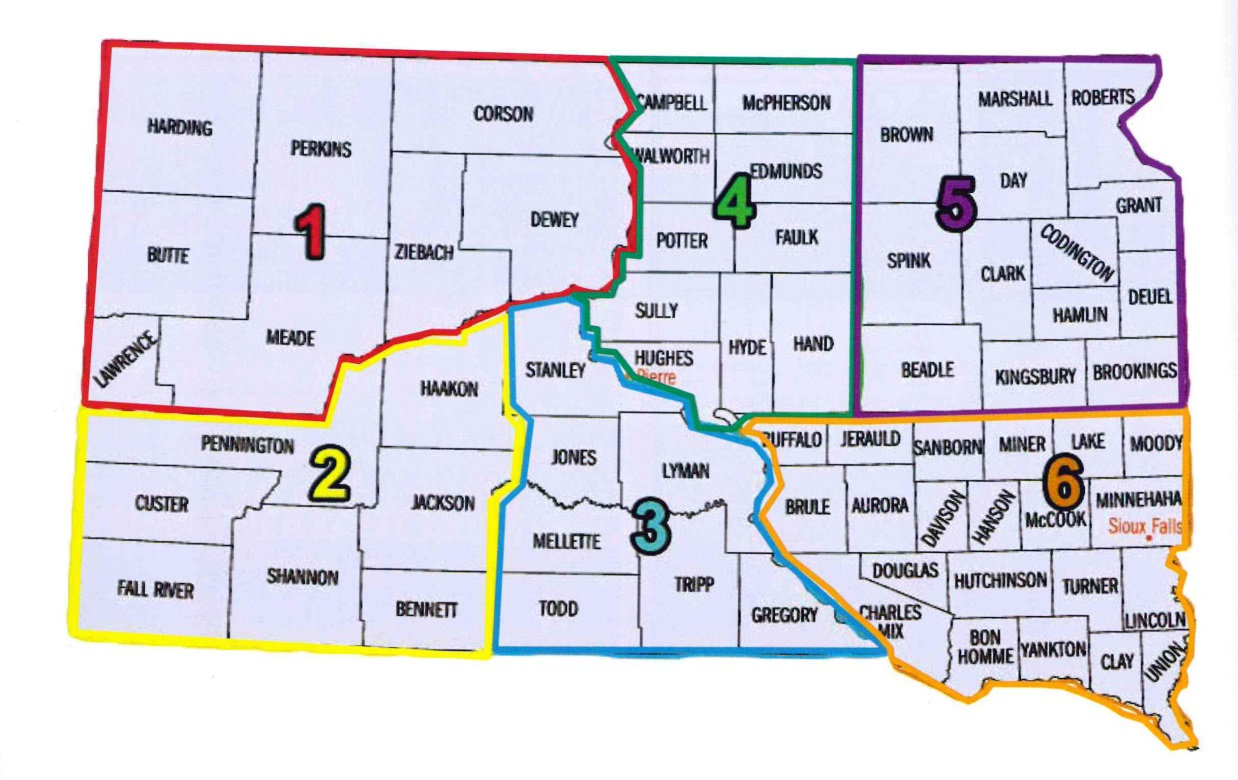 HARDING
PERKINS
CORSON
CAMPBELL
McPHERSON
BROWN
MARSHALL
ROBERTS
WALWORTH
EDMUNDS
DAY
BUTTE
1
ZIEBACH
DEWEY
POTTER
4
FAULK
5
GRANT
SPINK
CLARK
CODINGTON
DEUEL
HAMLIN
LAWRENCE
MEADE
SULLY
HYDE
HAND
HUGHES
Pierre
STANLEY
HAAKON
BEADLE
KINGSBURY
BROOKINGS
PENNINGTON
2
JONES
LYMAN
BUFFALO
JERAULD
SANBORN
MINER
LAKE
MOODY
CUSTER
JACKSON
3
BRULE
AURORA
DAVISON
HANSON
6
McCOOK
MINNEHAHA
Sioux Falls
MELLETTE
FALL RIVER
SHANNON
BENNETT
TODD
TRIPP
GREGORY
DOUGLAS
HUTCHINSON
TURNER
LINCOLN
CHARLES
MIX
BON
HOMME
YANKTON
CLAY
UNION